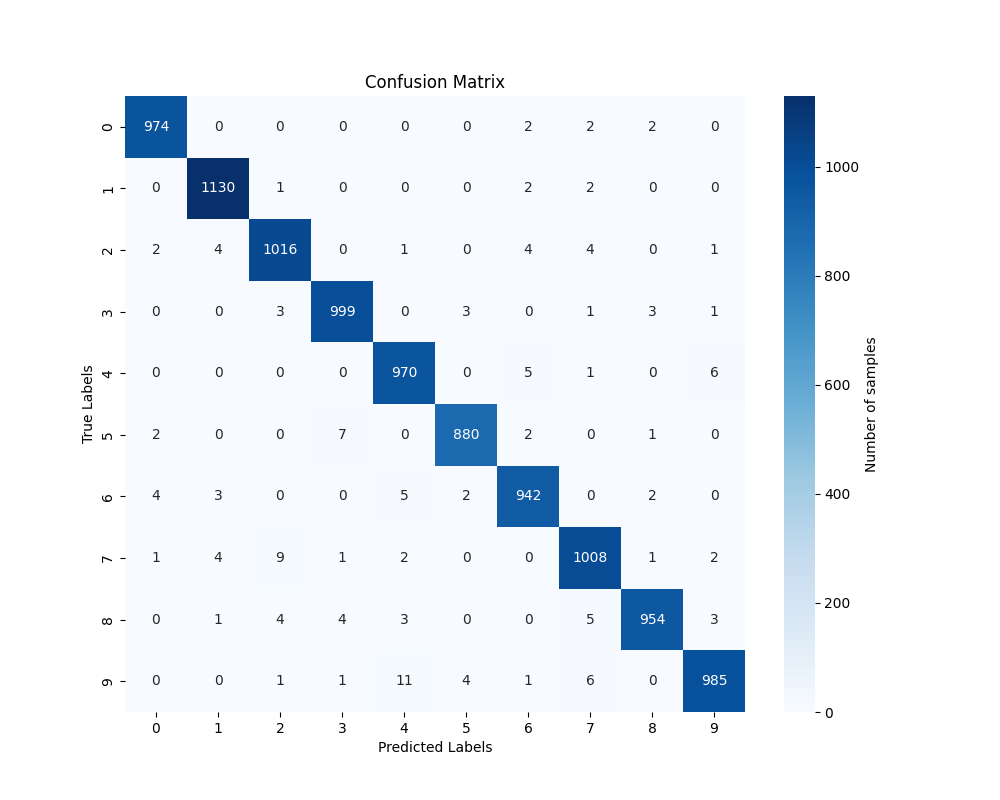 Confusion Matrix
0 974 0 0 0 0 0 2 2 2 0
1 0 1130 1 0 0 0 2 2 0 0
2 2 4 1016 0 1 0 4 4 0 1
3 0 0 3 999 0 3 0 1 3 1
4 0 0 0 0 970 0 5 1 0 6
5 2 0 0 7 0 880 2 0 1 0
6 4 3 0 0 5 2 942 0 2 0
7 1 4 9 1 2 0 0 1008 1 2
8 0 1 4 4 3 0 0 5 954 3
9 0 0 1 1 11 4 1 6 0 985
0 1 2 3 4 5 6 7 8 9
Predicted Labels
True Labels
1000
800
600
400
200
0
Number of samples